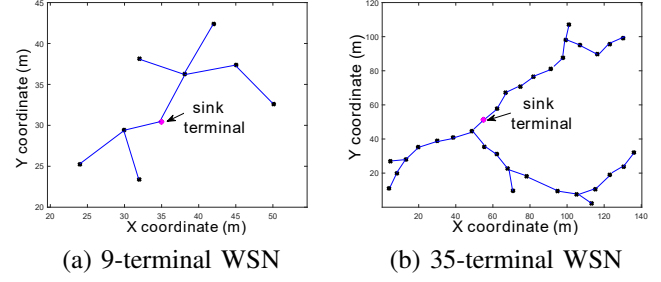 45
40
35
30
25
20
20 25 30 35 40 45 50
Y coordinate (m)
X coordinate (m)
sink
terminal
(a) 9-terminal WSN
120
100
80
60
40
20
0
0 20 40 60 80 100 120 140
Y coordinate (m)
X coordinate (m)
sink
terminal
(b) 35-terminal WSN